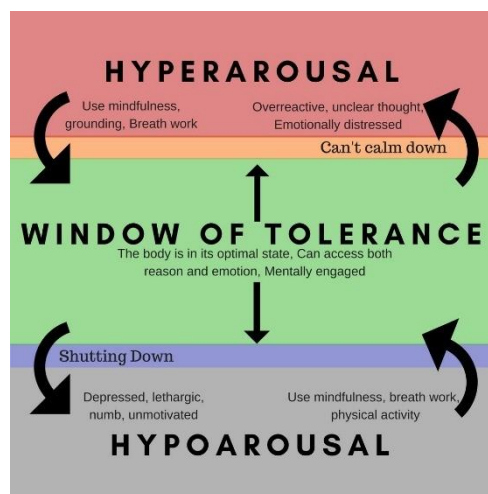 HYPERAROUSAL
Use mindfulness,
grounding, Breath work
Overreactive, unclear thought,
Emotionally distressed
Can't calm down
WINDOW OF TOLERANCE
The body is in its optimal state, Can access both
reason and emotion, Mentally engaged
Shutting Down
Depressed, lethargic,
numb, unmotivated
Use mindfulness, breath work,
physical activity
HYPOAROUSAL